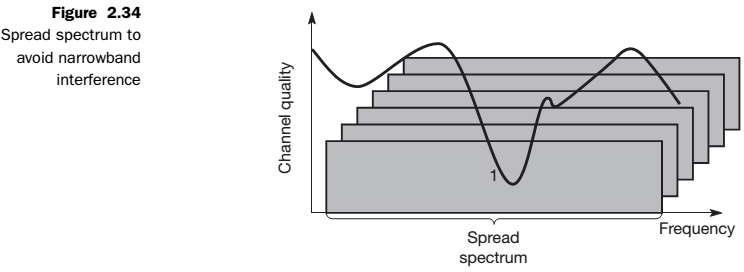 Figure 2.34
Spread spectrum to
avoid narrowband
interference
Channel quality
1
Frequency
Spread
spectrum